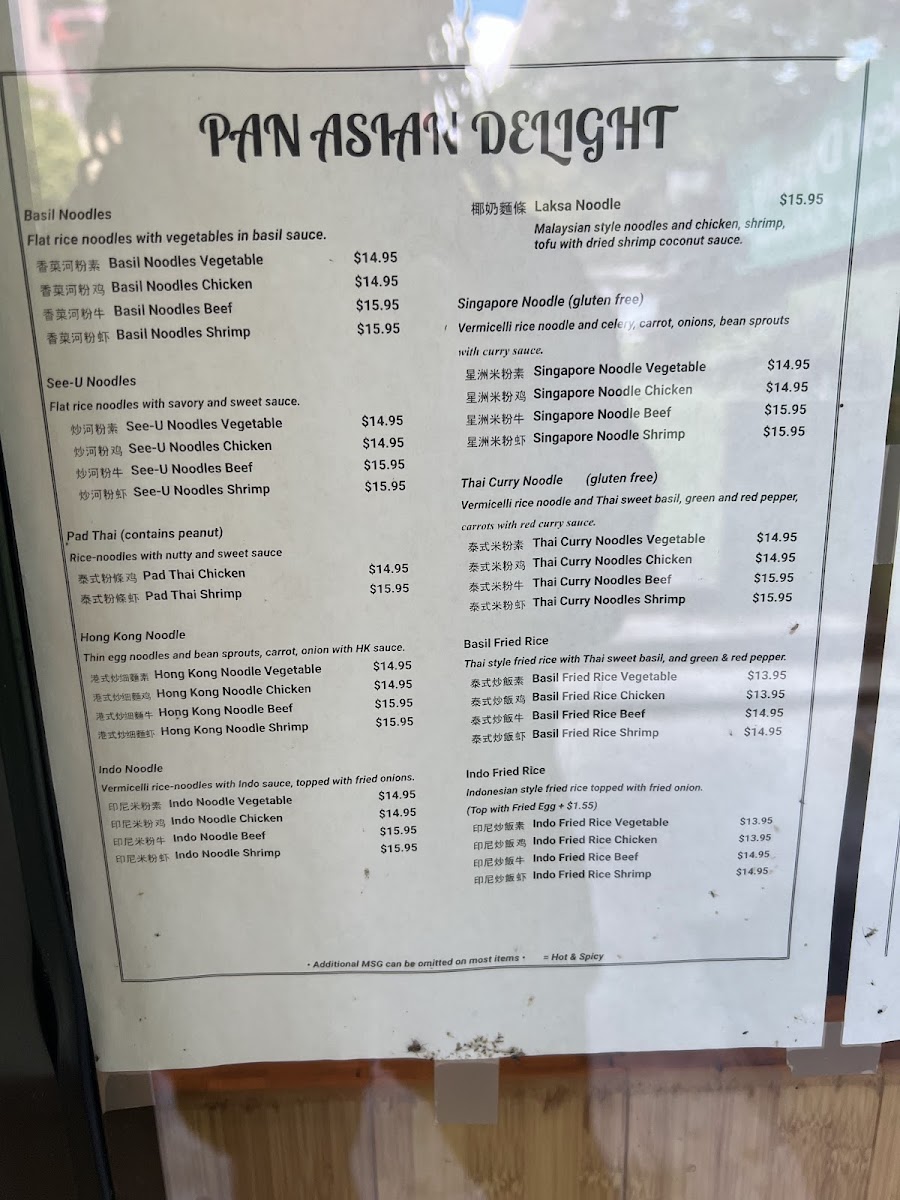 PAN ASIAN DELIGHT
Basil Noodles
Flat rice noodles with vegetables in basil sauce.
香菜河粉素 Basil Noodles Vegetable $14.95
香菜河粉鸡 Basil Noodles Chicken $14.95
香菜河粉牛 Basil Noodles Beef $15.95
香菜河粉虾 Basil Noodles Shrimp $15.95
See-U Noodles
Flat rice noodles with savory and sweet sauce.
炒河粉素 See-U Noodles Vegetable $14.95
炒河粉鸡 See-U Noodles Chicken $14.95
炒河粉牛 See-U Noodles Beef $15.95
炒河粉虾 See-U Noodles Shrimp $15.95
Pad Thai (contains peanut)
Rice-noodles with nutty and sweet sauce
泰式粉條鸡 Pad Thai Chicken $14.95
泰式粉條虾 Pad Thai Shrimp $15.95
Hong Kong Noodle
Thin egg noodles and bean sprouts, carrot, onion with HK sauce.
港式炒细麵素 Hong Kong Noodle Vegetable $14.95
港式炒细麵鸡 Hong Kong Noodle Chicken $14.95
港式炒细麵牛 Hong Kong Noodle Beef $15.95
港式炒细麵虾 Hong Kong Noodle Shrimp $15.95
Indo Noodle
Vermicelli rice-noodles with Indo sauce, topped with fried onions.
印尼米粉素 Indo Noodle Vegetable $14.95
印尼米粉鸡 Indo Noodle Chicken $14.95
印尼米粉牛 Indo Noodle Beef $15.95
印尼米粉虾 Indo Noodle Shrimp $15.95
椰奶麵條 Laksa Noodle $15.95
Malaysian style noodles and chicken, shrimp,
tofu with dried shrimp coconut sauce.
Singapore Noodle (gluten free)
Vermicelli rice noodle and celery, carrot, onions, bean sprouts
with curry sauce.
星洲米粉素 Singapore Noodle Vegetable $14.95
星洲米粉鸡 Singapore Noodle Chicken $14.95
星洲米粉牛 Singapore Noodle Beef $15.95
星洲米粉虾 Singapore Noodle Shrimp $15.95
Thai Curry Noodle (gluten free)
Vermicelli rice noodle and Thai sweet basil, green and red pepper,
carrots with red curry sauce.
泰式米粉素 Thai Curry Noodles Vegetable $14.95
泰式米粉鸡 Thai Curry Noodles Chicken $14.95
泰式米粉牛 Thai Curry Noodles Beef $15.95
泰式米粉虾 Thai Curry Noodles Shrimp $15.95
Basil Fried Rice
Thai style fried rice with Thai sweet basil, and green & red pepper.
泰式炒飯素 Basil Fried Rice Vegetable $13.95
泰式炒飯鸡 Basil Fried Rice Chicken $13.95
泰式炒飯牛 Basil Fried Rice Beef $14.95
泰式炒飯虾 Basil Fried Rice Shrimp $14.95
Indo Fried Rice
Indonesian style fried rice topped with fried onion.
(Top with Fried Egg + $1.55)
印尼炒飯素 Indo Fried Rice Vegetable $13.95
印尼炒飯鸡 Indo Fried Rice Chicken $13.95
印尼炒飯牛 Indo Fried Rice Beef $14.95
印尼炒飯虾 Indo Fried Rice Shrimp $14.95
• Additional MSG can be omitted on most items • = Hot & Spicy